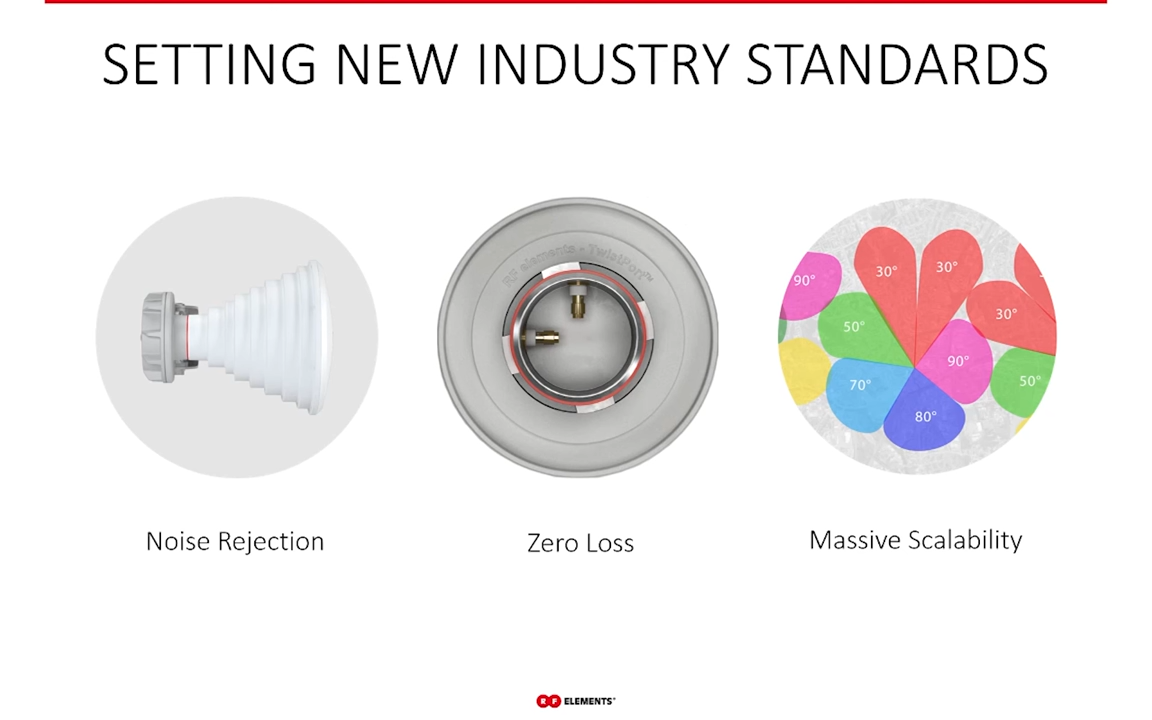 SETTING NEW INDUSTRY STANDARDS
RF elements - TwistPort™
90°
30°
30°
30°
50°
90°
70°
50°
80°
Noise Rejection
Zero Loss
Massive Scalability
RF ELEMENTS